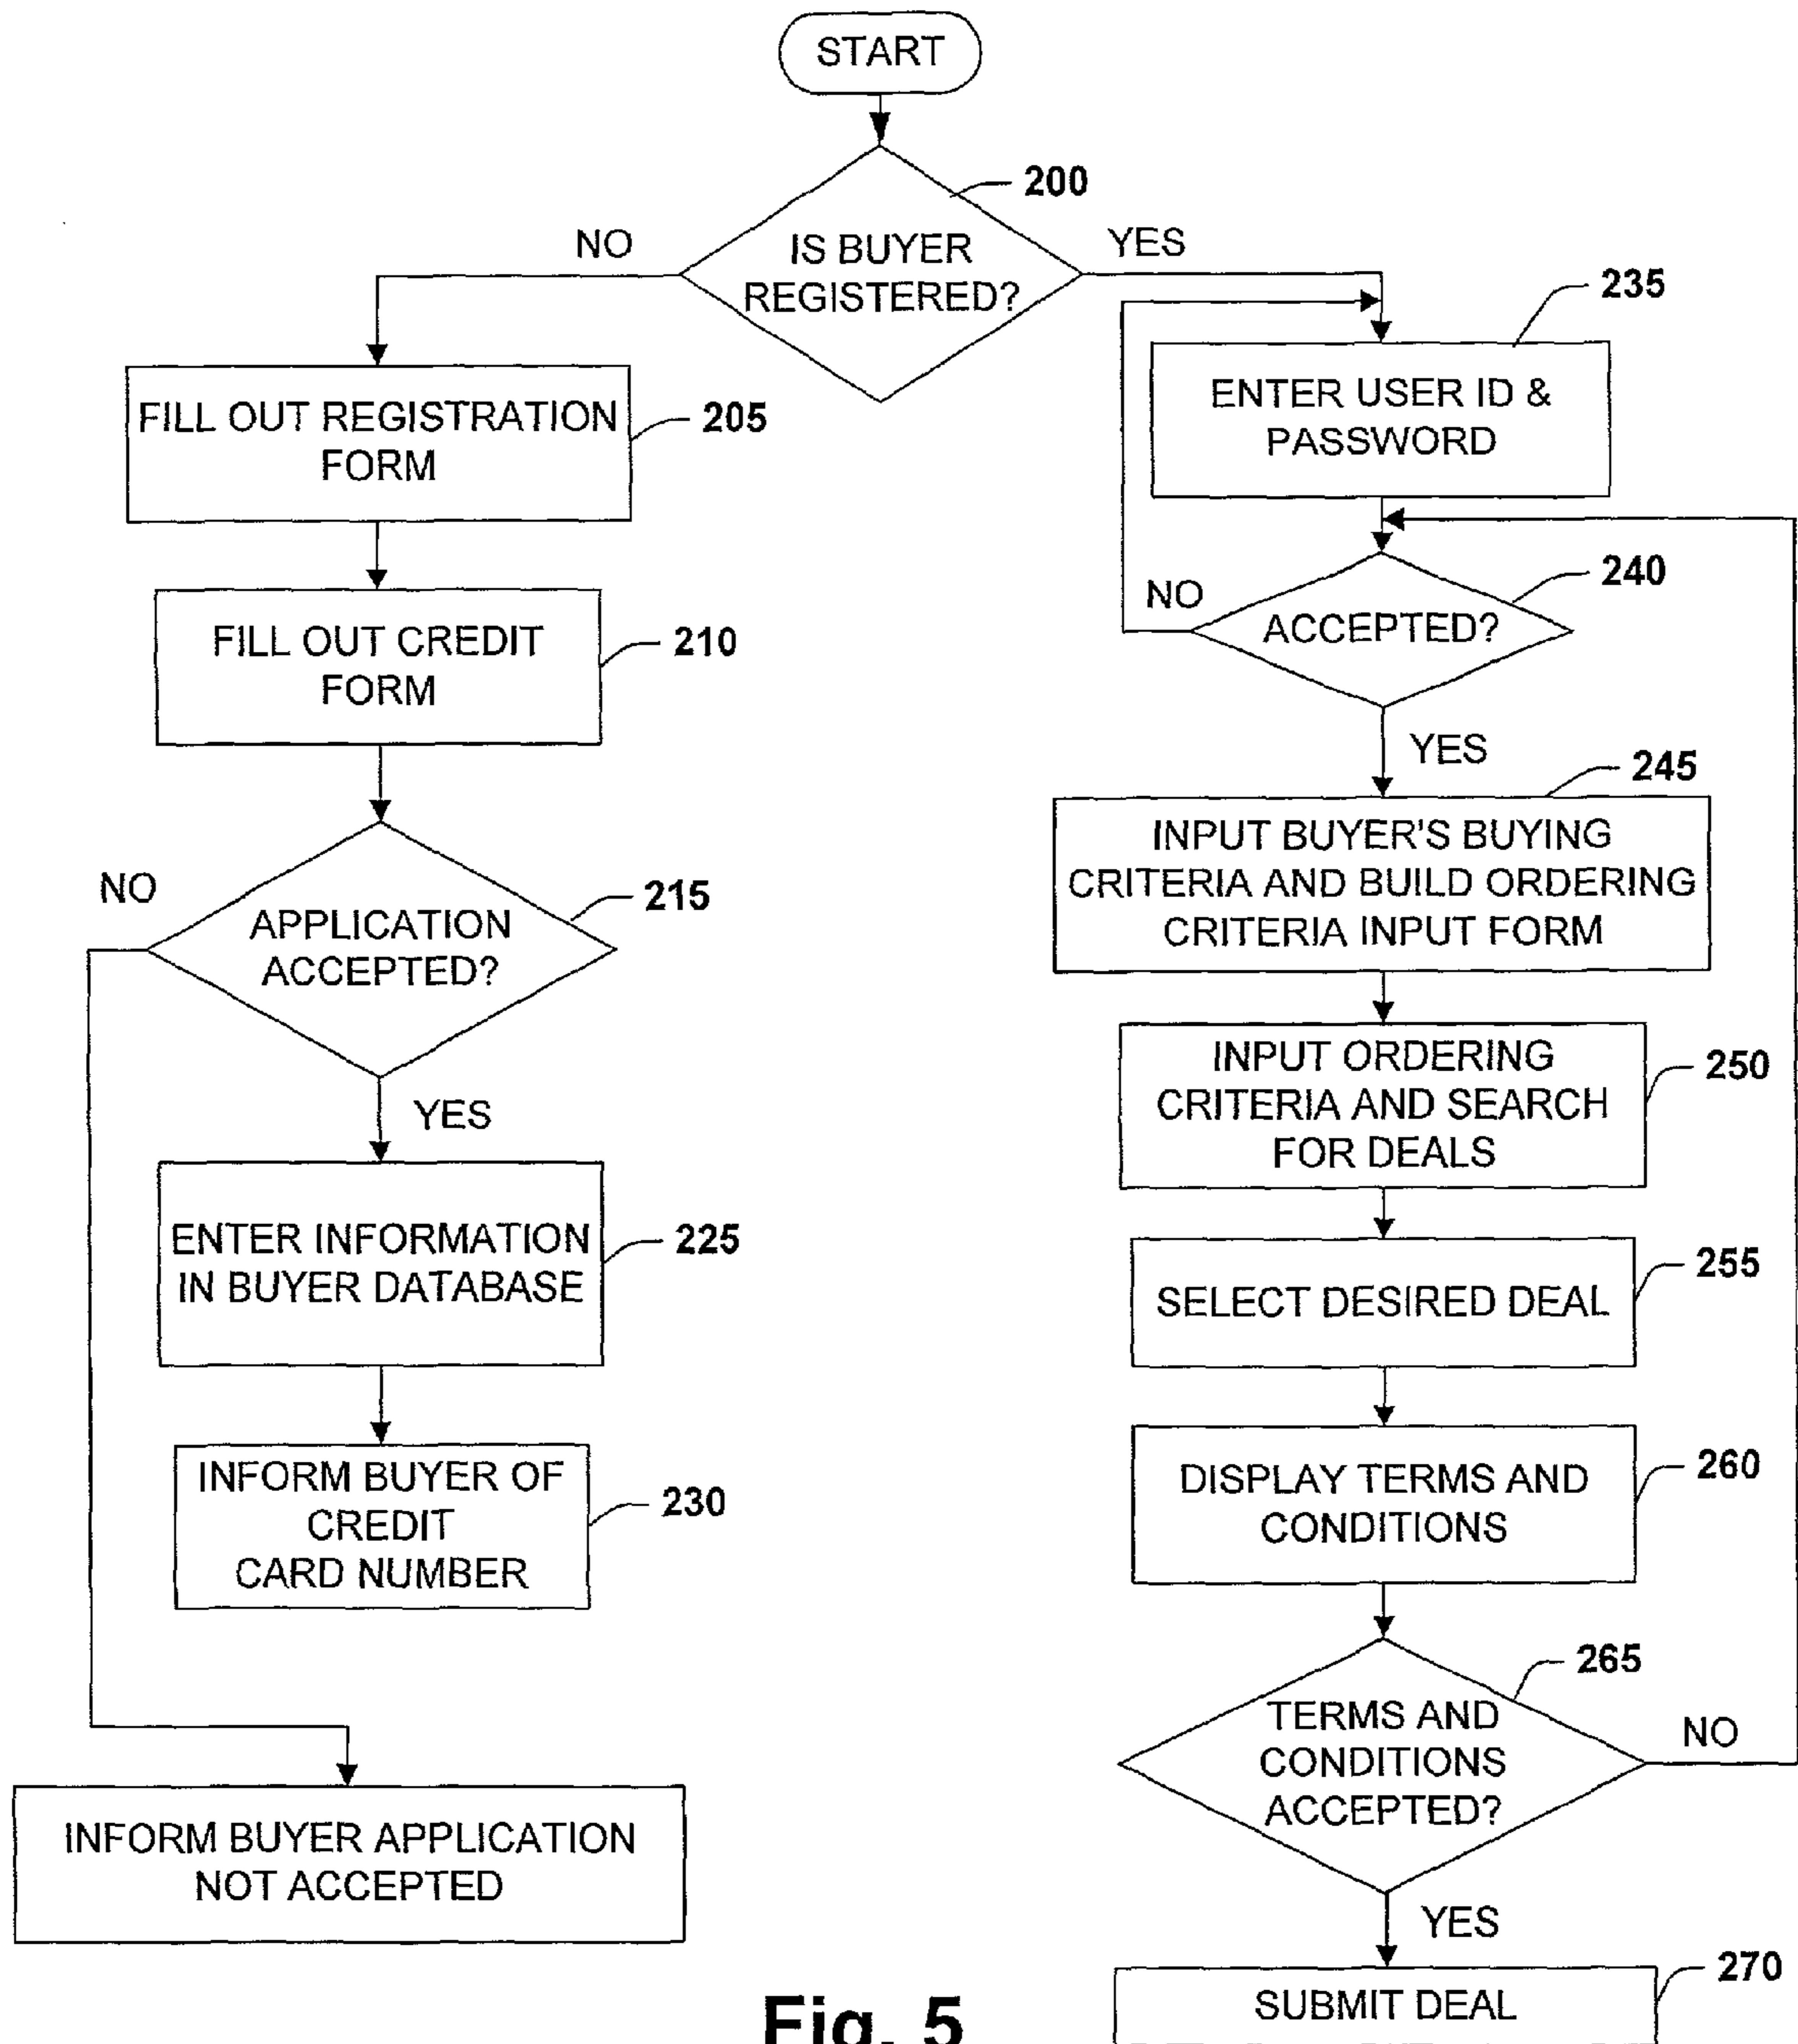 START
200
IS BUYER
REGISTERED?
NO
YES
FILL OUT REGISTRATION
FORM
205
FILL OUT CREDIT
FORM
210
APPLICATION
ACCEPTED?
215
NO
YES
ENTER INFORMATION
IN BUYER DATABASE
225
INFORM BUYER OF
CREDIT
CARD NUMBER
230
INFORM BUYER APPLICATION
NOT ACCEPTED
235
ENTER USER ID &
PASSWORD
240
NO
ACCEPTED?
YES
245
INPUT BUYER'S BUYING
CRITERIA AND BUILD ORDERING
CRITERIA INPUT FORM
INPUT ORDERING
CRITERIA AND SEARCH
FOR DEALS
250
SELECT DESIRED DEAL
255
DISPLAY TERMS AND
CONDITIONS
260
265
TERMS AND
CONDITIONS
ACCEPTED?
NO
YES
270
SUBMIT DEAL
Fig. 5